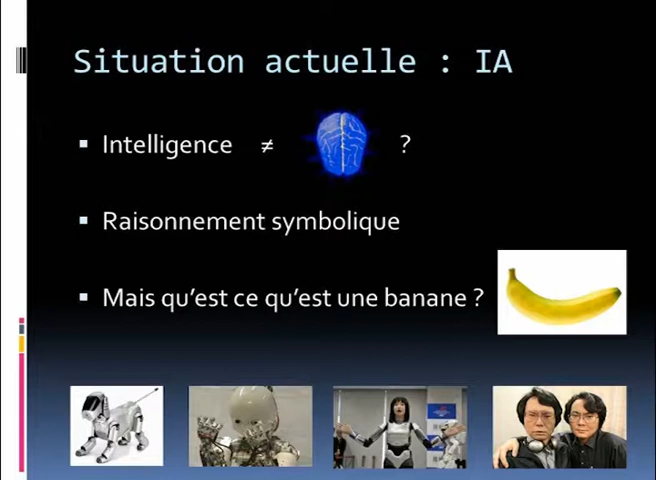 Situation actuelle : IA
Intelligence ≠ ?
Raisonnement symbolique
Mais qu'est ce qu'est une banane ?